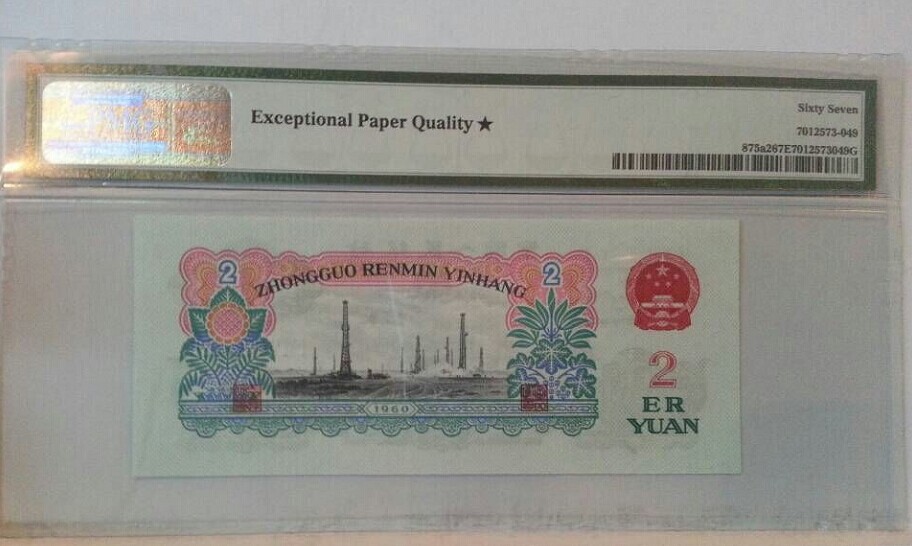 Exceptional Paper Quality ★
Sixty Seven
7012573-049
875a267E7012573049G
2
ZHONGGUO RENMIN YINHANG
2
2
ER
YUAN
1960